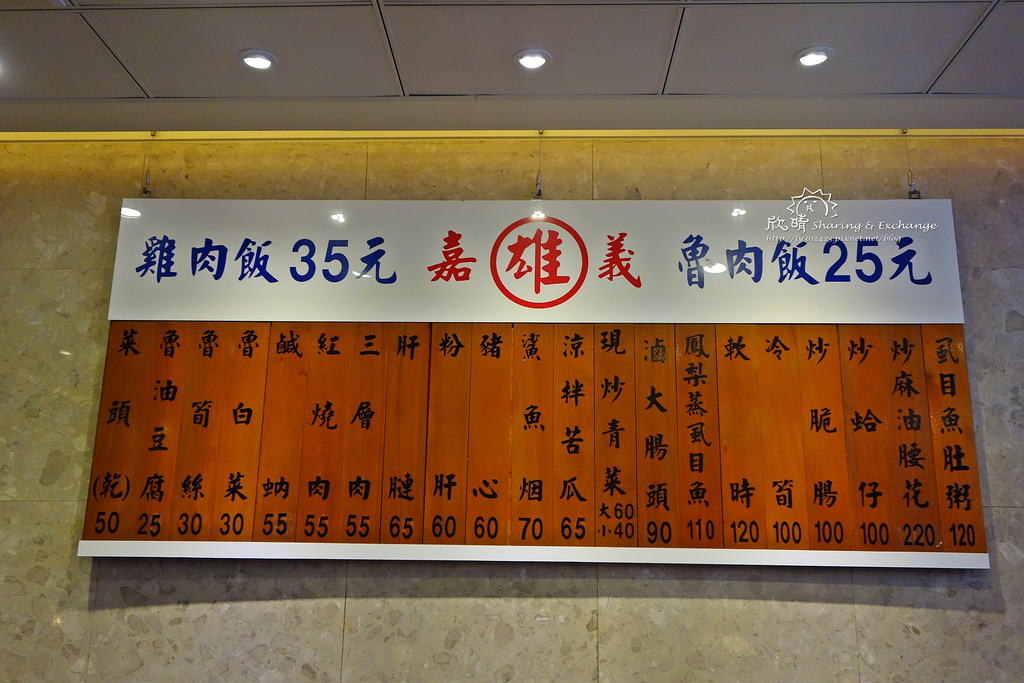 欣晴 Sharing & Exchange
雞肉飯 35元
嘉雄義
魯肉飯 25元
虱目魚肚粥 120
炒麻油腰花 220
炒蛤仔 100
炒脆腸 100
冷筍 100
軟時 120
鳳梨蒸虱目魚 110
滷大腸頭 90
現炒青菜 大60 小40
涼拌苦瓜 65
鯊魚烟 70
豬心 60
粉肝 60
肝膇 65
三層肉 55
紅燒肉 55
鹹蚋 55
魯白菜 30
魯筍絲 30
魯油豆腐 25
菜頭(乾) 50